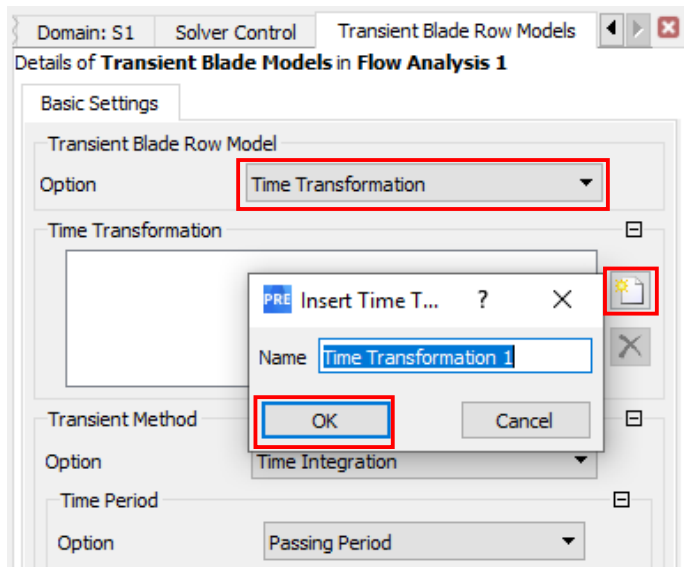 Domain: S1 Solver Control Transient Blade Row Models
Details of Transient Blade Models in Flow Analysis 1
Basic Settings
Transient Blade Row Model
Option Time Transformation
Time Transformation
PRE Insert Time T... ? X
Name Time Transformation 1
OK Cancel
Transient Method
Option Time Integration
Time Period
Option Passing Period